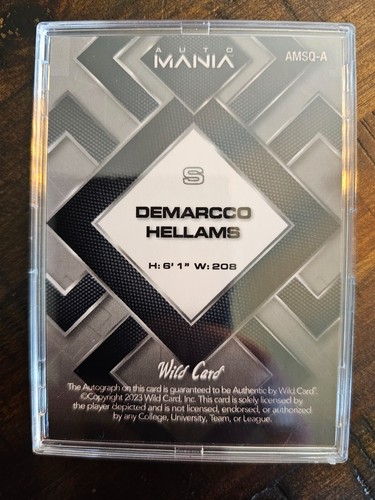 AUTO
MANIA
AMSQ-A
S
DEMARCCO
HELLAMS
H: 6' 1" W: 208
Wild Card®
The Autograph on this card is guaranteed to be Authentic by Wild Card™.
©Copyright 2023 Wild Card, Inc. This card is solely licensed by
the player depicted and is not licensed, endorsed, or authorized
by any College, University, Team, or League.